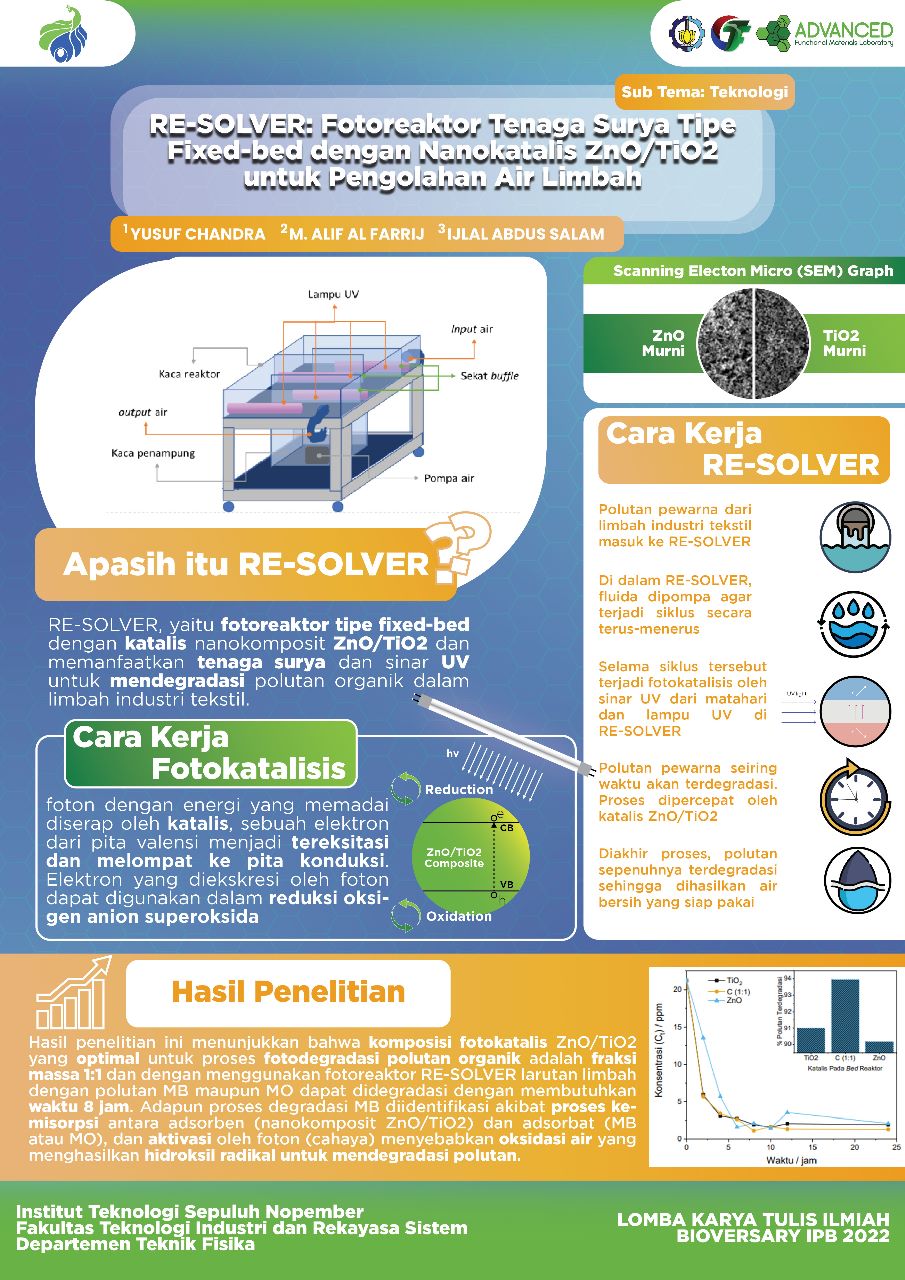 ADVANCED
Functional Materials Laboratory
Sub Tema: Teknologi
RE-SOLVER: Fotoreaktor Tenaga Surya Tipe
Fixed-bed dengan Nanokatalis ZnO/TiO2
untuk Pengolahan Air Limbah
1YUSUF CHANDRA 2M. ALIF AL FARRIJ 3IJLAL ABDUS SALAM
Lampu UV
Input air
Kaca reaktor
Sekat buffle
output air
Kaca penampung
Pompa air
Scanning Electon Micro (SEM) Graph
ZnO
Murni
TiO2
Murni
Apasih itu RE-SOLVER?
RE-SOLVER, yaitu fotoreaktor tipe fixed-bed
dengan katalis nanokomposit ZnO/TiO2 dan
memanfaatkan tenaga surya dan sinar UV
untuk mendegradasi polutan organik dalam
limbah industri tekstil.
Cara Kerja
Fotokatalisis
foton dengan energi yang memadai
diserap oleh katalis, sebuah elektron
dari pita valensi menjadi tereksitasi
dan melompat ke pita konduksi.
Elektron yang diekskresi oleh foton
dapat digunakan dalam reduksi oksi-
gen anion superoksida
hv
Reduction
CB
ZnO/TiO2
Composite
VB
Oxidation
Cara Kerja
RE-SOLVER
Polutan pewarna dari
limbah industri tekstil
masuk ke RE-SOLVER
Di dalam RE-SOLVER,
fluida dipompa agar
terjadi siklus secara
terus-menerus
Selama siklus tersebut
terjadi fotokatalisis oleh
sinar UV dari matahari
dan lampu UV di
RE-SOLVER
Polutan pewarna seiring
waktu akan terdegradasi.
Proses dipercepat oleh
katalis ZnO/TiO2
Diakhir proses, polutan
sepenuhnya terdegradasi
sehingga dihasilkan air
bersih yang siap pakai
Hasil Penelitian
Hasil penelitian ini menunjukkan bahwa komposisi fotokatalis ZnO/TiO2
yang optimal untuk proses fotodegradasi polutan organik adalah fraksi
massa 1:1 dan dengan menggunakan fotoreaktor RE-SOLVER larutan limbah
dengan polutan MB maupun MO dapat didegradasi dengan membutuhkan
waktu 8 jam. Adapun proses degradasi MB diidentifikasi akibat proses ke-
misorpsi antara adsorben (nanokomposit ZnO/TiO2) dan adsorbat (MB
atau MO), dan aktivasi oleh foton (cahaya) menyebabkan oksidasi air yang
menghasilkan hidroksil radikal untuk mendegradasi polutan.
Konsentrasi (Ct) / ppm
20
15
10
5
0
0 4 8 12 16 20 24
Waktu / jam
TiO2
C (1:1)
ZnO
% Polutan Terdegradasi
94
93
92
91
90
TiO2 C (1:1) ZnO
Katalis Pada Bed Reaktor
Institut Teknologi Sepuluh Nopember
Fakultas Teknologi Industri dan Rekayasa Sistem
Departemen Teknik Fisika
LOMBA KARYA TULIS ILMIAH
BIOVERSARY IPB 2022